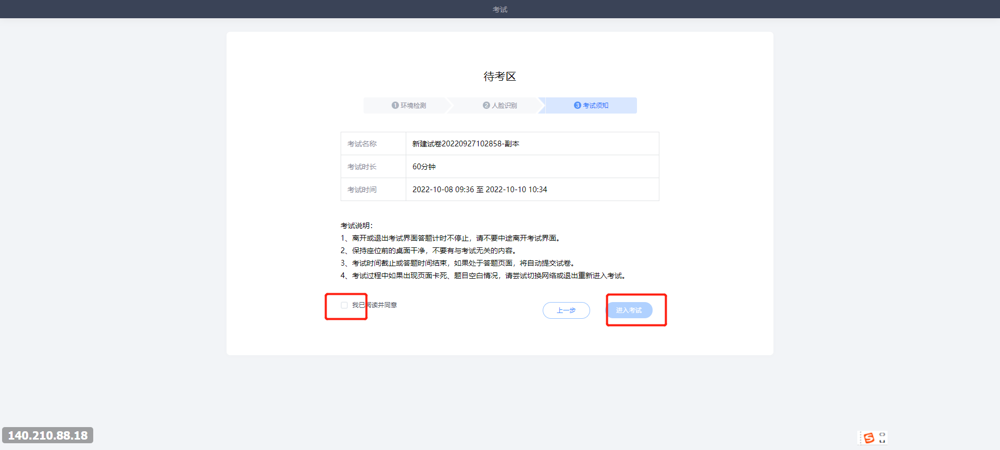 考试
待考区
1 环境检测 2 人脸识别 3 考试须知
考试名称 新建试卷20220927102858-副本
考试时长 60分钟
考试时间 2022-10-08 09:36 至 2022-10-10 10:34
考试说明：
1、离开或退出考试界面答题计时不停止，请不要中途离开考试界面。
2、保持座位前的桌面干净，不要有与考试无关的内容。
3、考试时间截止或答题时间结束，如果处于答题页面，将自动提交试卷。
4、考试过程中如果出现页面卡死、题目空白情况，请尝试切换网络或退出重新进入考试。
我已阅读并同意
上一步 进入考试
140.210.88.18